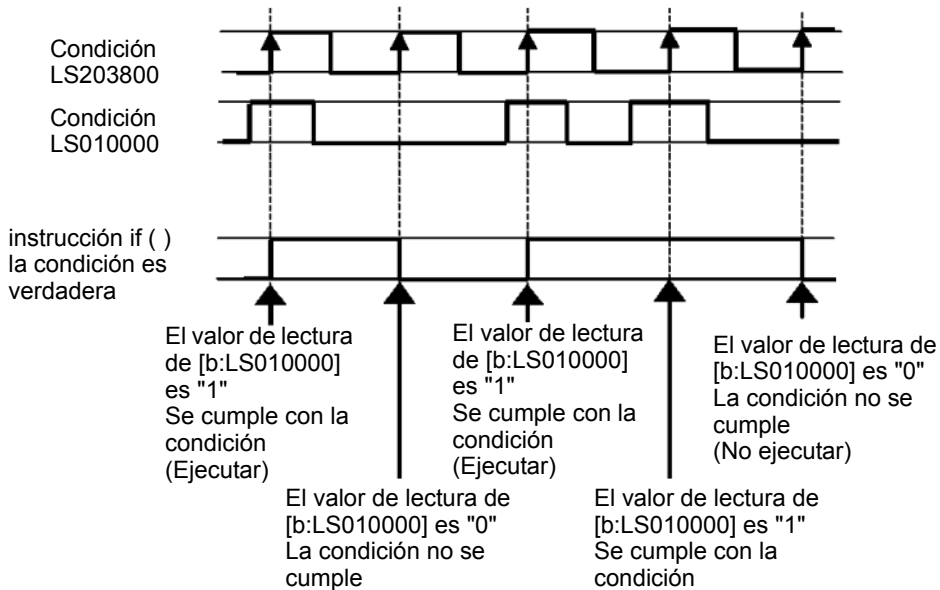 Condición
LS203800
Condición
LS010000
instrucción if ( )
la condición es
verdadera
El valor de lectura
de [b:LS010000]
es "1"
Se cumple con la
condición
(Ejecutar)
El valor de lectura de
[b:LS010000] es "0"
La condición no se
cumple
El valor de lectura
de [b:LS010000]
es "1"
Se cumple con la
condición
(Ejecutar)
El valor de lectura de
[b:LS010000] es "1"
Se cumple con la
condición
El valor de lectura de
[b:LS010000] es "0"
La condición no se
cumple
(No ejecutar)